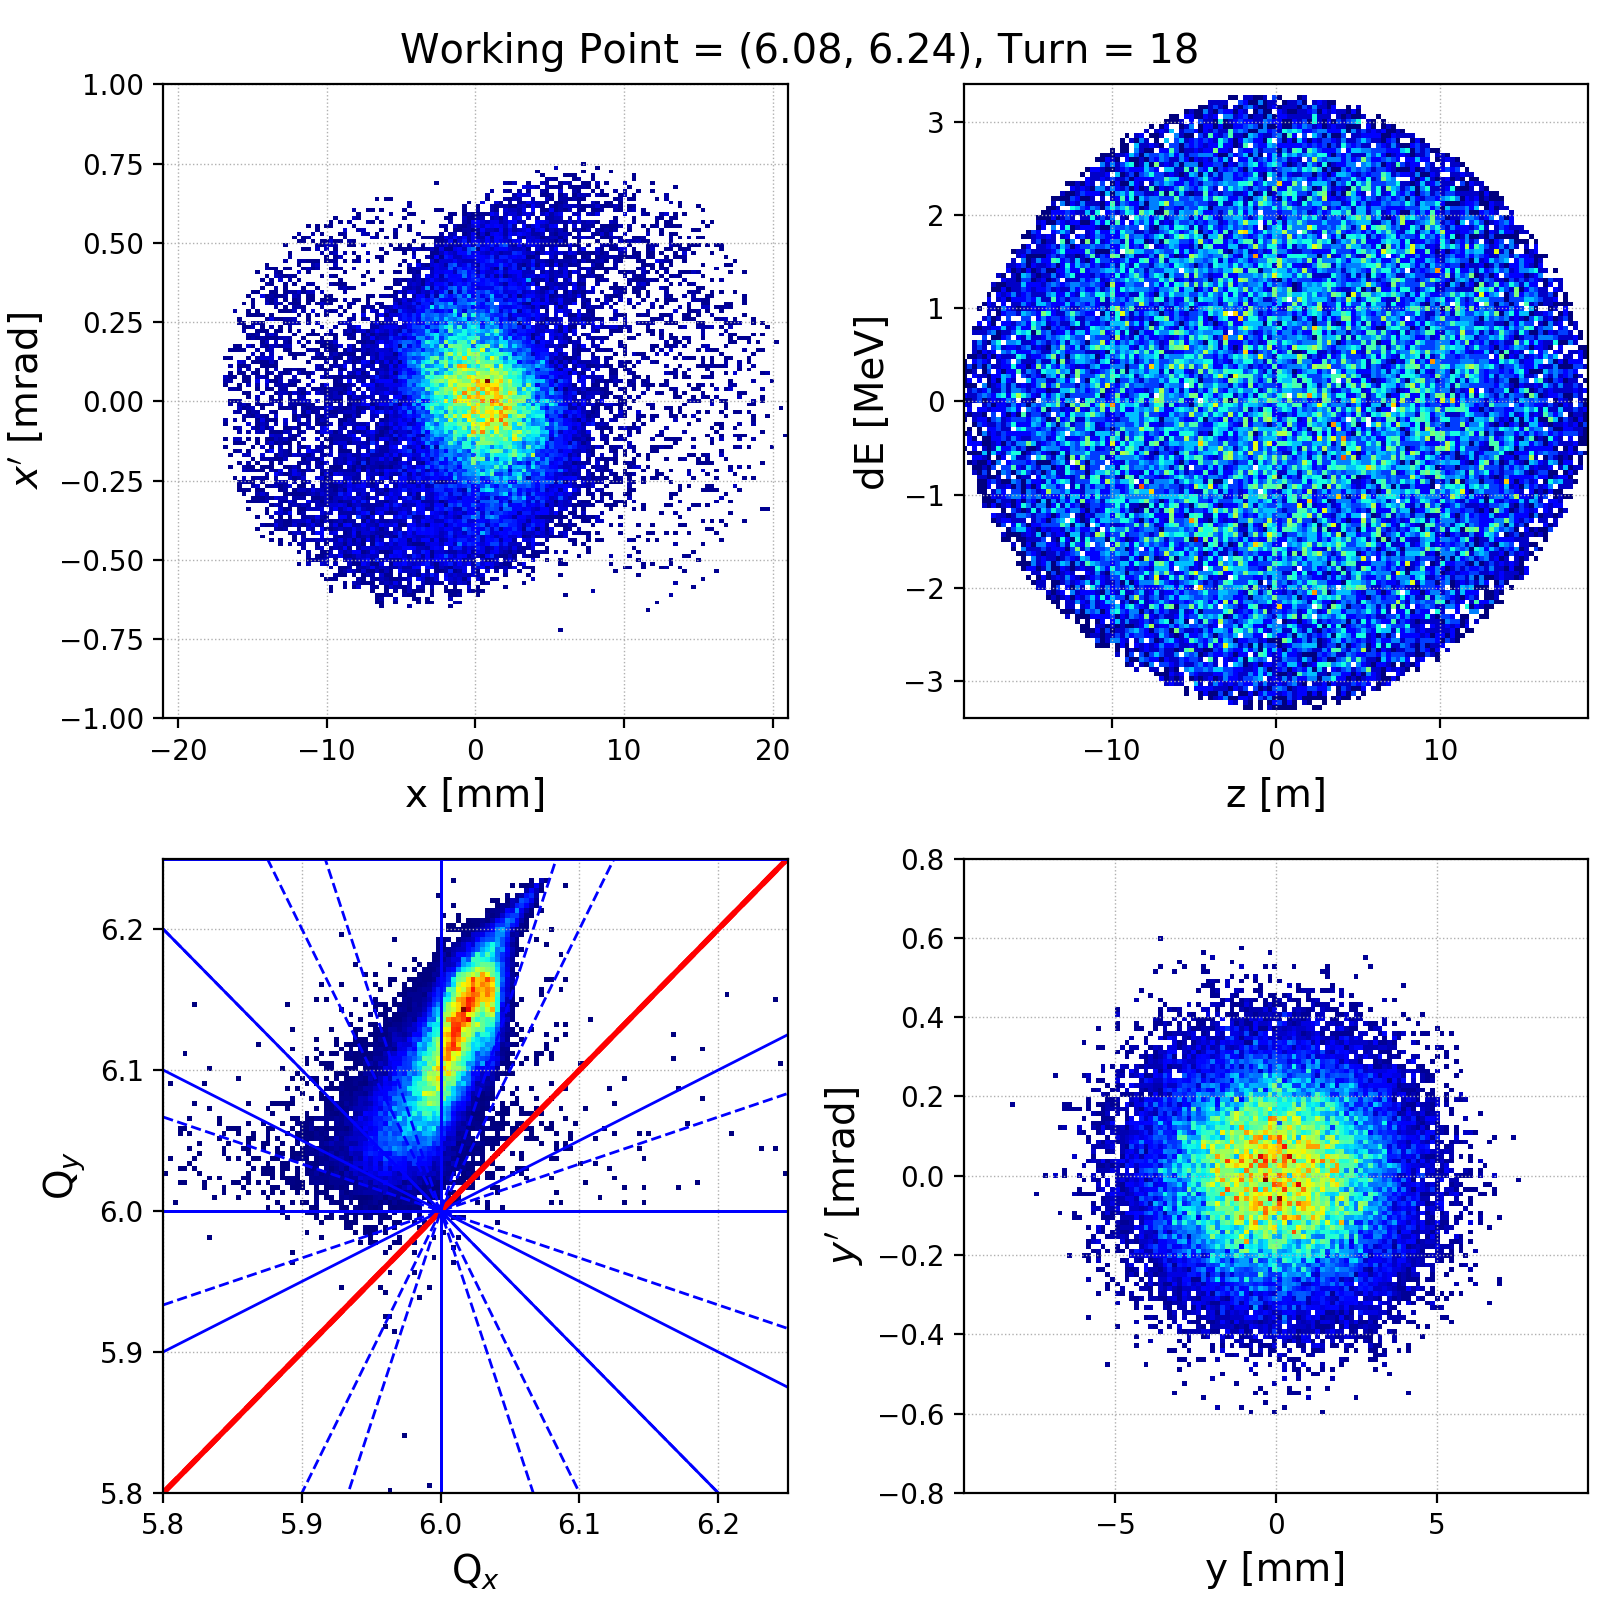 Working Point = (6.08, 6.24), Turn = 18
1.00
0.75
0.50
0.25
0.00
−0.25
−0.50
−0.75
−1.00
x′ [mrad]
−20 −10 0 10 20
x [mm]
3
2
1
0
−1
−2
−3
dE [MeV]
−10 0 10
z [m]
6.2
6.1
6.0
5.9
5.8
Qy
5.8 5.9 6.0 6.1 6.2
Qx
0.8
0.6
0.4
0.2
0.0
−0.2
−0.4
−0.6
−0.8
y′ [mrad]
−5 0 5
y [mm]